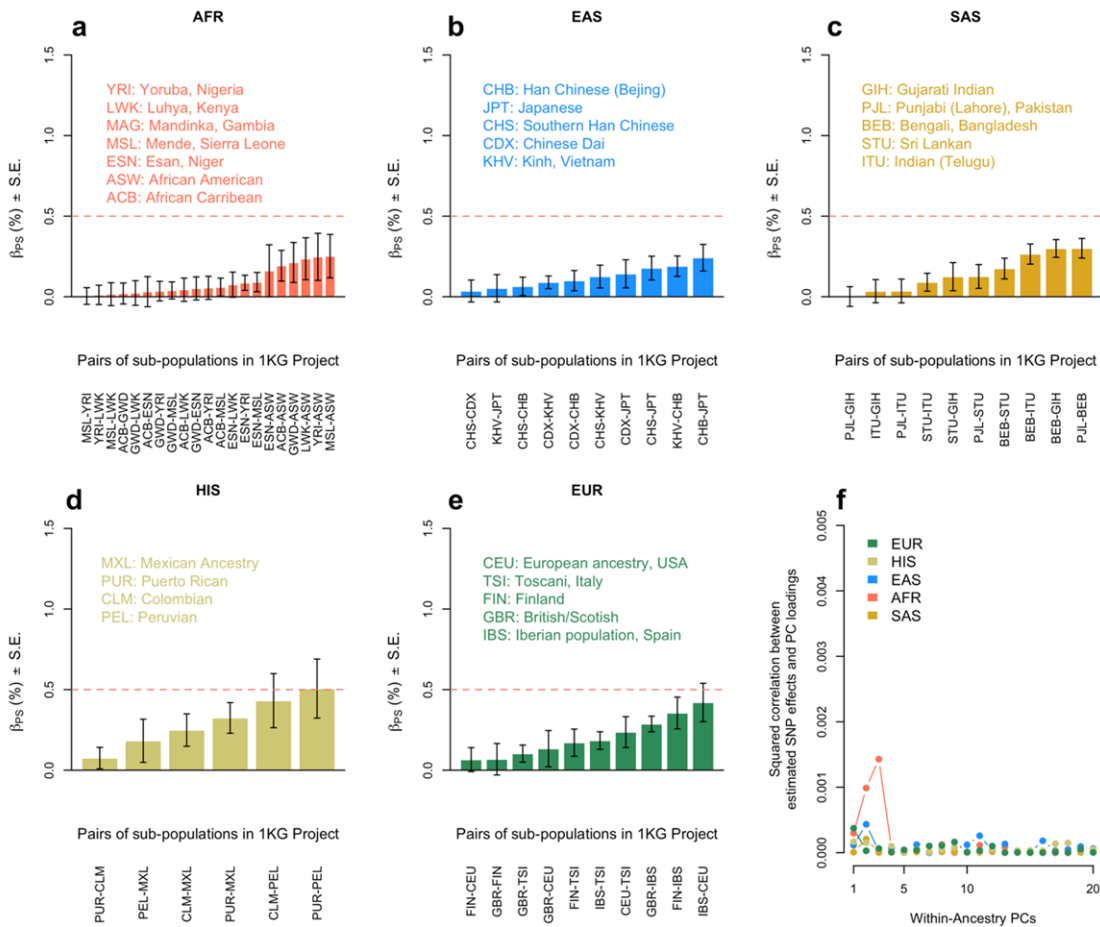 a
AFR
βPS (%) ± S.E.
1.5
1.0
0.5
0.0
YRI: Yoruba, Nigeria
LWK: Luhya, Kenya
MAG: Mandinka, Gambia
MSL: Mende, Sierra Leone
ESN: Esan, Niger
ASW: African American
ACB: African Carribean
Pairs of sub-populations in 1KG Project
MSL-YRI
YRI-LWK
MSL-LWK
ACB-GWD
GWD-LWK
ACB-ESN
GWD-YRI
GWD-MSL
ACB-LWK
GWD-ESN
ACB-YRI
ACB-MSL
ESN-LWK
ESN-YRI
ESN-MSL
ESN-ASW
ACB-ASW
GWD-ASW
LWK-ASW
YRI-ASW
MSL-ASW
b
EAS
βPS (%) ± S.E.
1.5
1.0
0.5
0.0
CHB: Han Chinese (Bejing)
JPT: Japanese
CHS: Southern Han Chinese
CDX: Chinese Dai
KHV: Kinh, Vietnam
Pairs of sub-populations in 1KG Project
CHS-CDX
KHV-JPT
CHS-CHB
CDX-KHV
CDX-CHB
CHS-KHV
CDX-JPT
CHS-JPT
KHV-CHB
CHB-JPT
c
SAS
βPS (%) ± S.E.
1.5
1.0
0.5
0.0
GIH: Gujarati Indian
PJL: Punjabi (Lahore), Pakistan
BEB: Bengali, Bangladesh
STU: Sri Lankan
ITU: Indian (Telugu)
Pairs of sub-populations in 1KG Project
PJL-GIH
ITU-GIH
PJL-ITU
STU-ITU
STU-GIH
PJL-STU
BEB-STU
BEB-ITU
BEB-GIH
PJL-BEB
d
HIS
βPS (%) ± S.E.
1.5
1.0
0.5
0.0
MXL: Mexican Ancestry
PUR: Puerto Rican
CLM: Colombian
PEL: Peruvian
Pairs of sub-populations in 1KG Project
PUR-CLM
PEL-MXL
CLM-MXL
PUR-MXL
CLM-PEL
PUR-PEL
e
EUR
βPS (%) ± S.E.
1.5
1.0
0.5
0.0
CEU: European ancestry, USA
TSI: Toscani, Italy
FIN: Finland
GBR: British/Scotish
IBS: Iberian population, Spain
Pairs of sub-populations in 1KG Project
FIN-CEU
GBR-FIN
GBR-TSI
GBR-CEU
FIN-TSI
IBS-TSI
CEU-TSI
GBR-IBS
FIN-IBS
IBS-CEU
f
Squared correlation between
estimated SNP effects and PC loadings
0.005
0.004
0.003
0.002
0.001
0.000
EUR
HIS
EAS
AFR
SAS
1
5
10
20
Within-Ancestry PCs